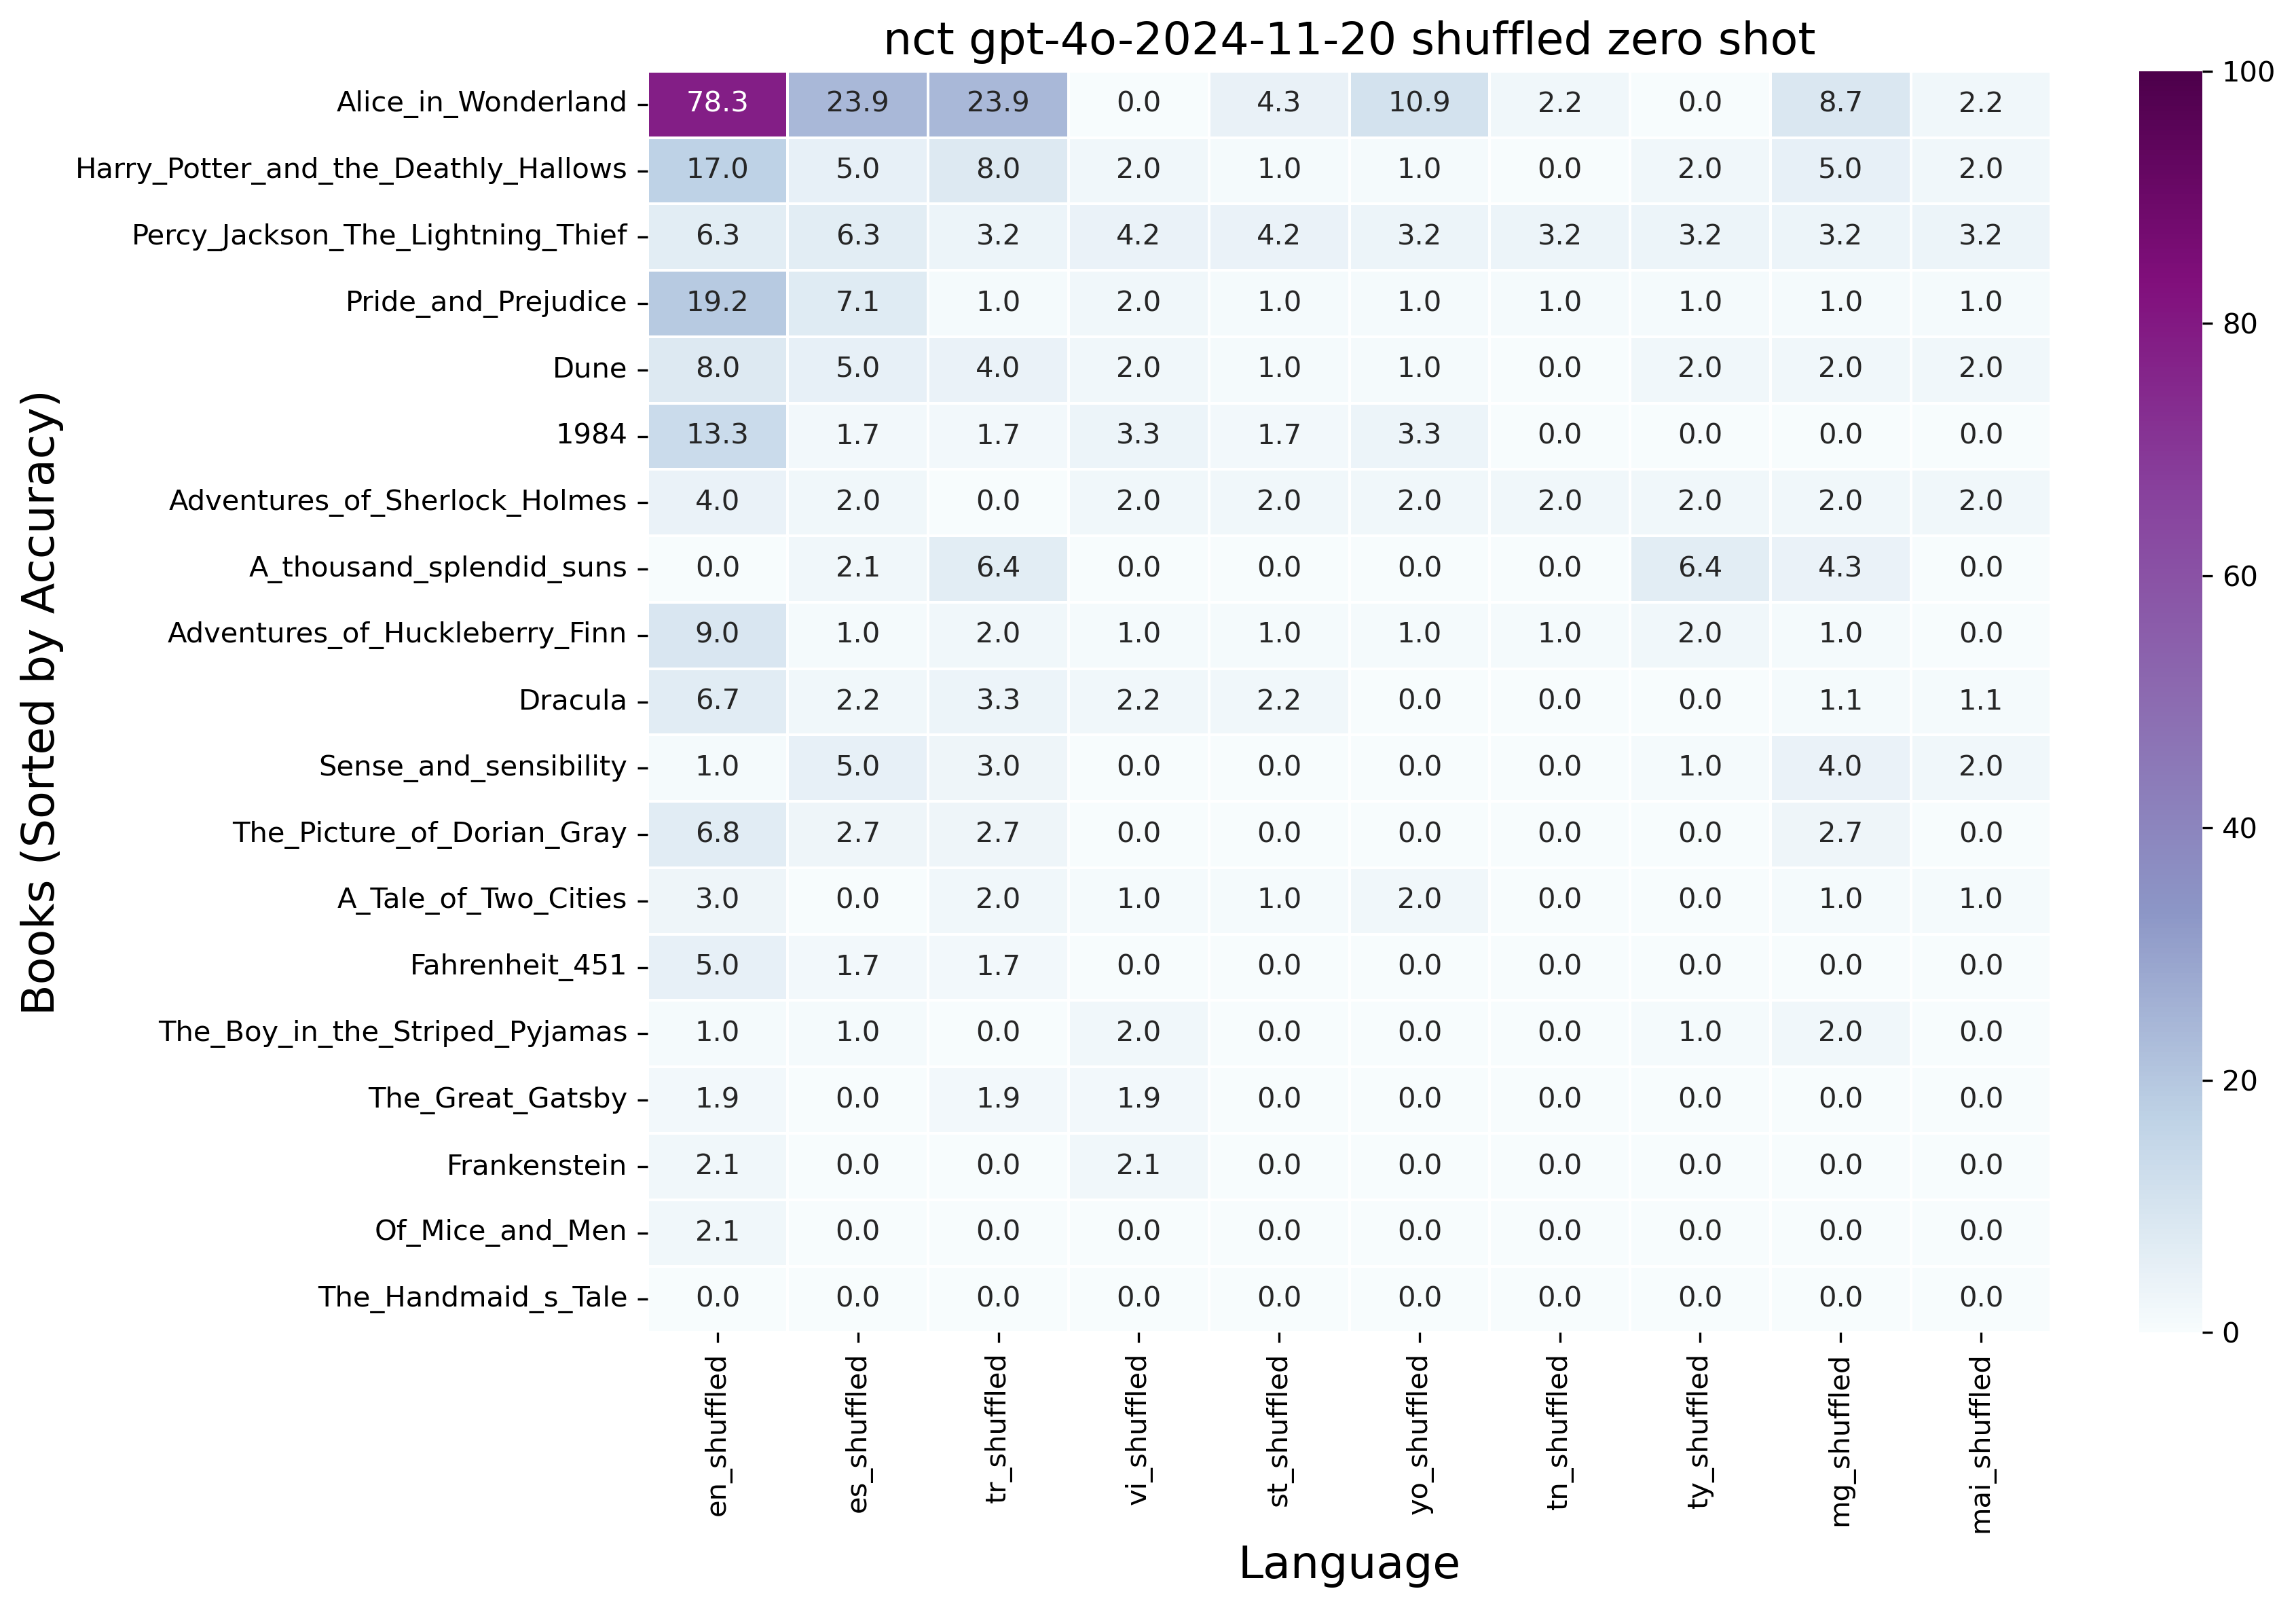 nct gpt-4o-2024-11-20 shuffled zero shot
Books (Sorted by Accuracy)
Alice_in_Wonderland 78.3 23.9 23.9 0.0 4.3 10.9 2.2 0.0 8.7 2.2
Harry_Potter_and_the_Deathly_Hallows 17.0 5.0 8.0 2.0 1.0 1.0 0.0 2.0 5.0 2.0
Percy_Jackson_The_Lightning_Thief 6.3 6.3 3.2 4.2 4.2 3.2 3.2 3.2 3.2 3.2
Pride_and_Prejudice 19.2 7.1 1.0 2.0 1.0 1.0 1.0 1.0 1.0 1.0
Dune 8.0 5.0 4.0 2.0 1.0 1.0 0.0 2.0 2.0 2.0
1984 13.3 1.7 1.7 3.3 1.7 3.3 0.0 0.0 0.0 0.0
Adventures_of_Sherlock_Holmes 4.0 2.0 0.0 2.0 2.0 2.0 2.0 2.0 2.0 2.0
A_thousand_splendid_suns 0.0 2.1 6.4 0.0 0.0 0.0 0.0 6.4 4.3 0.0
Adventures_of_Huckleberry_Finn 9.0 1.0 2.0 1.0 1.0 1.0 1.0 2.0 1.0 0.0
Dracula 6.7 2.2 3.3 2.2 2.2 0.0 0.0 0.0 1.1 1.1
Sense_and_sensibility 1.0 5.0 3.0 0.0 0.0 0.0 0.0 1.0 4.0 2.0
The_Picture_of_Dorian_Gray 6.8 2.7 2.7 0.0 0.0 0.0 0.0 0.0 2.7 0.0
A_Tale_of_Two_Cities 3.0 0.0 2.0 1.0 1.0 2.0 0.0 0.0 1.0 1.0
Fahrenheit_451 5.0 1.7 1.7 0.0 0.0 0.0 0.0 0.0 0.0 0.0
The_Boy_in_the_Striped_Pyjamas 1.0 1.0 0.0 2.0 0.0 0.0 0.0 1.0 2.0 0.0
The_Great_Gatsby 1.9 0.0 1.9 1.9 0.0 0.0 0.0 0.0 0.0 0.0
Frankenstein 2.1 0.0 0.0 2.1 0.0 0.0 0.0 0.0 0.0 0.0
Of_Mice_and_Men 2.1 0.0 0.0 0.0 0.0 0.0 0.0 0.0 0.0 0.0
The_Handmaid_s_Tale 0.0 0.0 0.0 0.0 0.0 0.0 0.0 0.0 0.0 0.0
en_shuffled
es_shuffled
tr_shuffled
vi_shuffled
st_shuffled
yo_shuffled
tn_shuffled
ty_shuffled
mg_shuffled
mai_shuffled
Language
100
80
60
40
20
0